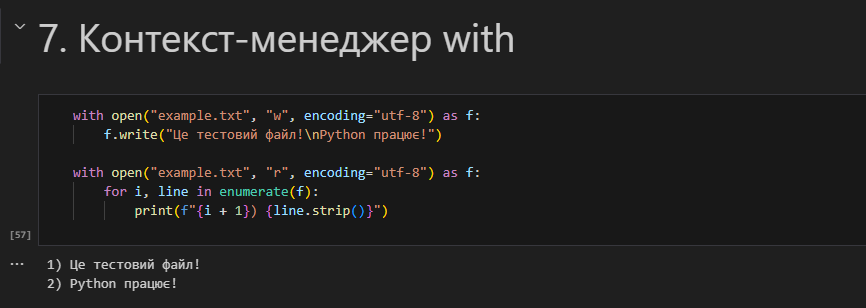 7. Контекст-менеджер with
with open("example.txt", "w", encoding="utf-8") as f:
    f.write("Це тестовий файл!\nPython працює!")
with open("example.txt", "r", encoding="utf-8") as f:
    for i, line in enumerate(f):
        print(f"{i + 1}) {line.strip()}")
[57]
...
1) Це тестовий файл!
2) Python працює!